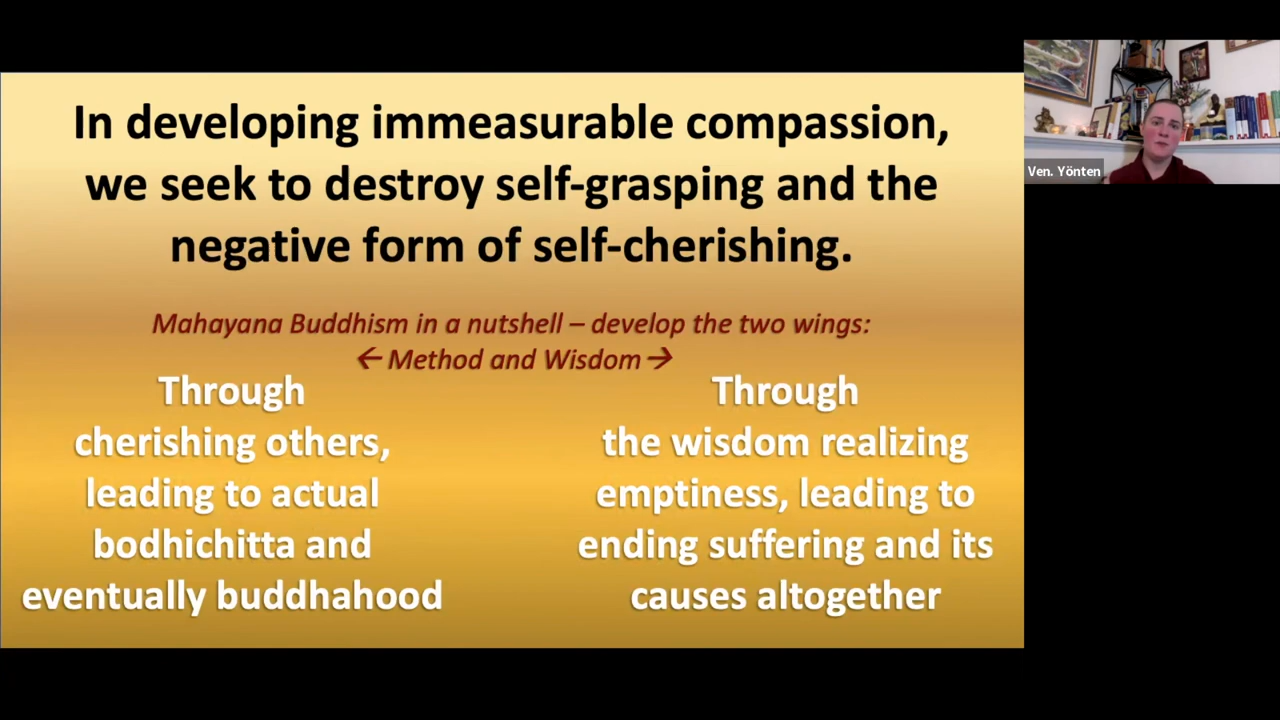 In developing immeasurable compassion,
we seek to destroy self-grasping and the
negative form of self-cherishing.
Mahayana Buddhism in a nutshell – develop the two wings:
← Method and Wisdom →
Through
cherishing others,
leading to actual
bodhichitta and
eventually buddhahood
Through
the wisdom realizing
emptiness, leading to
ending suffering and its
causes altogether
Ven. Yönten